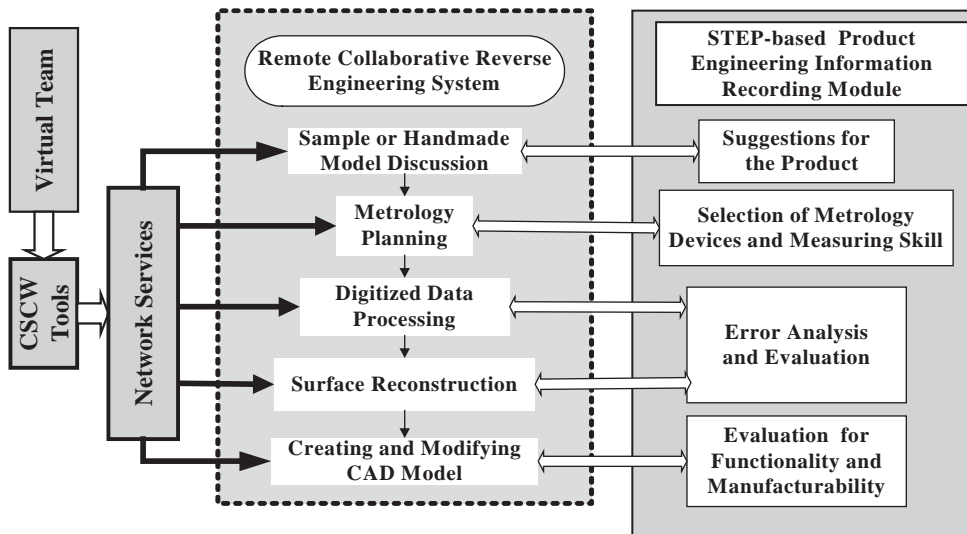 Virtual Team
CSCW
Tools
Network Services
Remote Collaborative Reverse
Engineering System
Sample or Handmade
Model Discussion
Metrology
Planning
Digitized Data
Processing
Surface Reconstruction
Creating and Modifying
CAD Model
STEP-based Product
Engineering Information
Recording Module
Suggestions for
the Product
Selection of Metrology
Devices and Measuring Skill
Error Analysis
and Evaluation
Evaluation for
Functionality and
Manufacturability